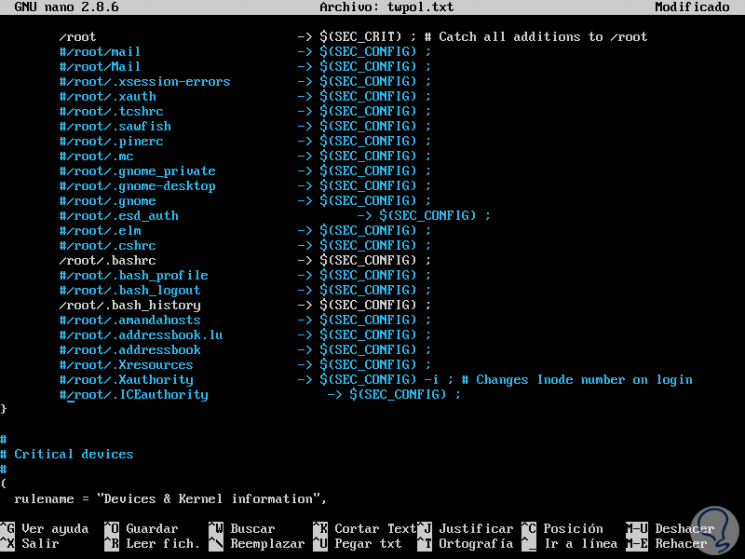 GNU nano 2.8.6 Archivo: twpol.txt Modificado
/root -> $(SEC_CRIT) ; # Catch all additions to /root
#/root/mail -> $(SEC_CONFIG) ;
#/root/Mail -> $(SEC_CONFIG) ;
#/root/.xsession-errors -> $(SEC_CONFIG) ;
#/root/.xauth -> $(SEC_CONFIG) ;
#/root/.tcshrc -> $(SEC_CONFIG) ;
#/root/.sawfish -> $(SEC_CONFIG) ;
#/root/.pinerc -> $(SEC_CONFIG) ;
#/root/.mc -> $(SEC_CONFIG) ;
#/root/.gnome_private -> $(SEC_CONFIG) ;
#/root/.gnome-desktop -> $(SEC_CONFIG) ;
#/root/.gnome -> $(SEC_CONFIG) ;
#/root/.esd_auth -> $(SEC_CONFIG) ;
#/root/.elm -> $(SEC_CONFIG) ;
#/root/.cshrc -> $(SEC_CONFIG) ;
/root/.bashrc -> $(SEC_CONFIG) ;
#/root/.bash_profile -> $(SEC_CONFIG) ;
#/root/.bash_logout -> $(SEC_CONFIG) ;
/root/.bash_history -> $(SEC_CONFIG) ;
#/root/.amandahosts -> $(SEC_CONFIG) ;
#/root/.addressbook.lu -> $(SEC_CONFIG) ;
#/root/.addressbook -> $(SEC_CONFIG) ;
#/root/.Xresources -> $(SEC_CONFIG) ;
#/root/.Xauthority -> $(SEC_CONFIG) -i ; # Changes Inode number on login
#/root/.ICEauthority -> $(SEC_CONFIG) ;
}
#
# Critical devices
#
(
rulename = "Devices & Kernel information",
^G Ver ayuda ^O Guardar ^W Buscar ^K Cortar Text ^J Justificar ^C Posición M-U Deshacer
^X Salir ^R Leer fich. ^\ Reemplazar ^U Pegar txt ^T Ortografía ^_ Ir a línea M-E Rehacer